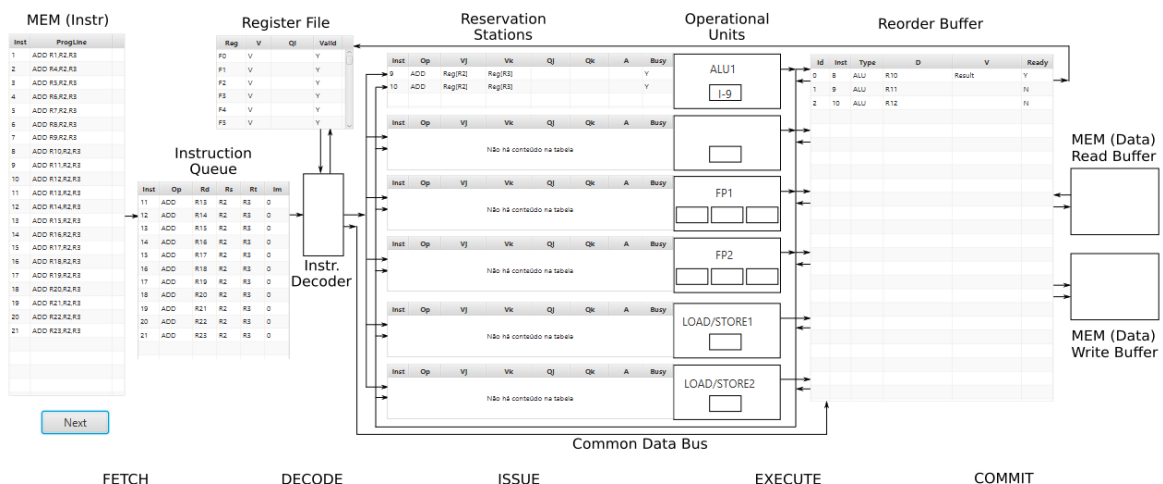 MEM (Instr)
Inst ProgLine
1 ADD R1,R2,R3
2 ADD R4,R2,R3
3 ADD R5,R2,R3
4 ADD R6,R2,R3
5 ADD R7,R2,R3
6 ADD R8,R2,R3
7 ADD R9,R2,R3
8 ADD R10,R2,R3
9 ADD R11,R2,R3
10 ADD R12,R2,R3
11 ADD R13,R2,R3
12 ADD R14,R2,R3
13 ADD R15,R2,R3
14 ADD R16,R2,R3
15 ADD R17,R2,R3
16 ADD R18,R2,R3
17 ADD R19,R2,R3
18 ADD R20,R2,R3
19 ADD R21,R2,R3
20 ADD R22,R2,R3
21 ADD R23,R2,R3
Next
Register File
Reg V Qi Valid
F0 V Y
F1 V Y
F2 V Y
F3 V Y
F4 V Y
F5 V Y
Instruction
Queue
Inst Op Rd Rs Rt Im
11 ADD R13 R2 R3 0
12 ADD R14 R2 R3 0
13 ADD R15 R2 R3 0
14 ADD R16 R2 R3 0
15 ADD R17 R2 R3 0
16 ADD R18 R2 R3 0
17 ADD R19 R2 R3 0
18 ADD R20 R2 R3 0
19 ADD R21 R2 R3 0
20 ADD R22 R2 R3 0
21 ADD R23 R2 R3 0
Instr.
Decoder
Reservation
Stations
Inst Op Vj Vk Qj Qk A Busy
9 ADD Reg[R2] Reg[R3] Y
10 ADD Reg[R2] Reg[R3] Y
Inst Op Vj Vk Qj Qk A Busy
Não há conteúdo na tabela
Inst Op Vj Vk Qj Qk A Busy
Não há conteúdo na tabela
Inst Op Vj Vk Qj Qk A Busy
Não há conteúdo na tabela
Inst Op Vj Vk Qj Qk A Busy
Não há conteúdo na tabela
Inst Op Vj Vk Qj Qk A Busy
Não há conteúdo na tabela
Operational
Units
ALU1
I-9
FP1
FP2
LOAD/STORE1
LOAD/STORE2
Common Data Bus
Reorder Buffer
Id Inst Type D V Ready
0 8 ALU R10 Result Y
1 9 ALU R11 N
2 10 ALU R12 N
MEM (Data)
Read Buffer
MEM (Data)
Write Buffer
FETCH DECODE ISSUE EXECUTE COMMIT